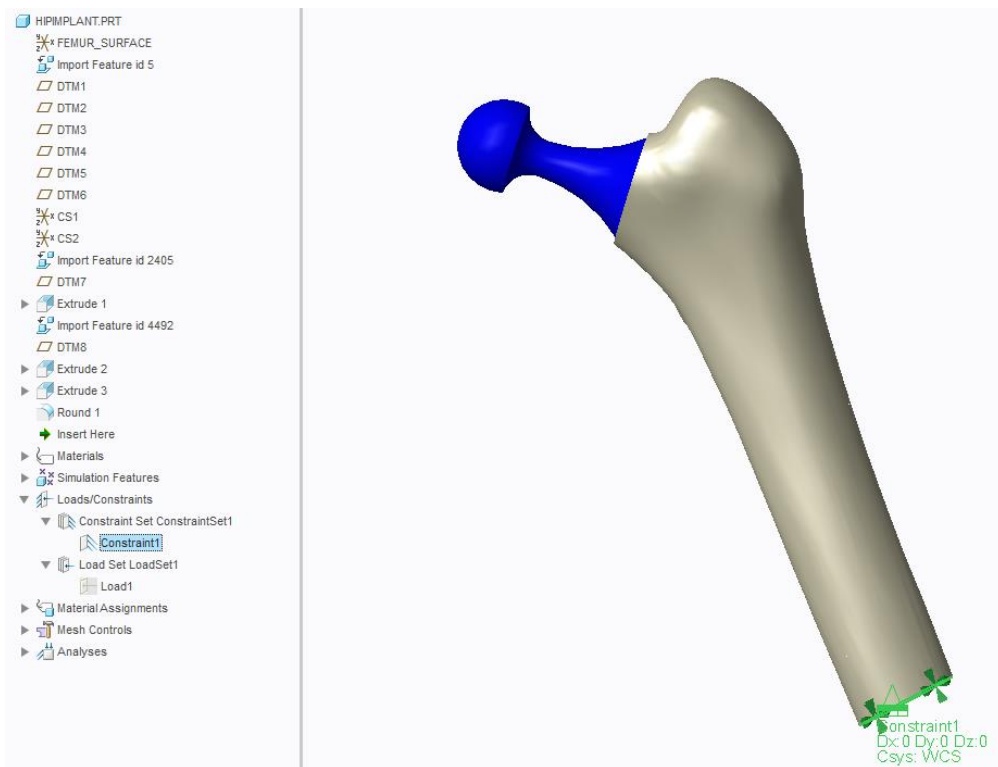 HIPIMPLANT.PRT
FEMUR_SURFACE
Import Feature id 5
DTM1
DTM2
DTM3
DTM4
DTM5
DTM6
CS1
CS2
Import Feature id 2405
DTM7
Extrude 1
Import Feature id 4492
DTM8
Extrude 2
Extrude 3
Round 1
Insert Here
Materials
Simulation Features
Loads/Constraints
Constraint Set ConstraintSet1
Constraint1
Load Set LoadSet1
Load1
Material Assignments
Mesh Controls
Analyses
Constraint1
Dx:0 Dy:0 Dz:0
Csys: WCS